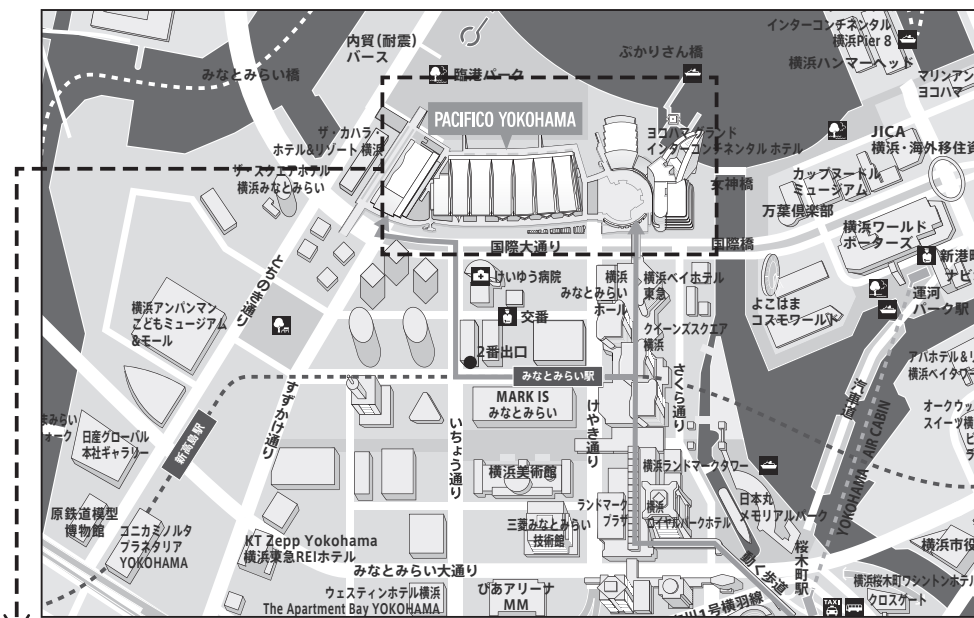 インターコンチネンタル
横浜Pier 8
横浜ハンマーヘッド
マリンアン
ヨコハマ
内貿(耐震)
バース
ぷかりさん橋
みなとみらい橋
臨港パーク
PACIFICO YOKOHAMA
ザ・カハラ・
ホテル&リゾート 横浜
ザ・スクエアホテル
横浜みなとみらい
ヨコハマ グランド
インターコンチネンタル ホテル
JICA
横浜・海外移住資
カップヌードル
ミュージアム
女神橋
万葉倶楽部
横浜ワールド
ポーターズ
国際大通り
国際橋
新港町
ナビ
運河
パーク駅
けいゆう病院
横浜
みなとみらい
ホール
横浜ベイホテル
東急
よこはま
コスモワールド
とちのき通り
横浜アンパンマン
こどもミュージアム
&モール
交番
クイーンズスクエア
横浜
2番出口
みなとみらい駅
さくら通り
アパホテル&リ
横浜ベイタワ
汽車道
MARK IS
みなとみらい
けやき通り
すずかけ通り
いちょう通り
オークウッ
スイーツ横
YOKOHAMA AIR CABIN
日産グローバル
本社ギャラリー
新高島駅
横浜美術館
横浜ランドマークタワー
ランドマーク
プラザ
横浜
ロイヤルパークホテル
日本丸
メモリアルパーク
原鉄道模型
博物館
コニカミノルタ
プラネタリア
YOKOHAMA
三菱みなとみらい
技術館
KT Zepp Yokohama
横浜東急REIホテル
みなとみらい大通り
動く歩道
桜木町駅
横浜市役
横浜桜木町ワシントンホテル
クロスゲート
ウェスティンホテル横浜
The Apartment Bay YOKOHAMA
ぴあアリーナ
MM
1号横羽線
TAXI